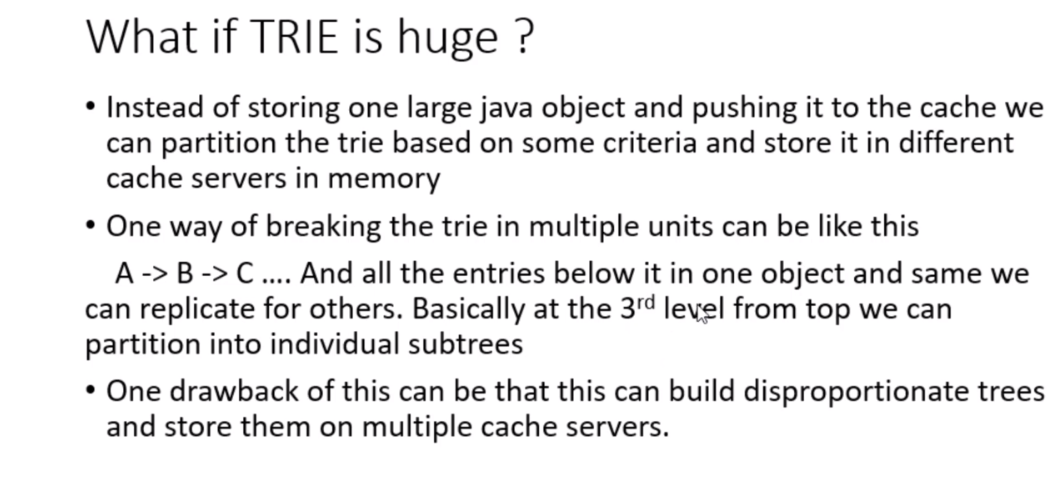 What if TRIE is huge ?
• Instead of storing one large java object and pushing it to the cache we
can partition the trie based on some criteria and store it in different
cache servers in memory
• One way of breaking the trie in multiple units can be like this
A -> B -> C .... And all the entries below it in one object and same we
can replicate for others. Basically at the 3rd level from top we can
partition into individual subtrees
• One drawback of this can be that this can build disproportionate trees
and store them on multiple cache servers.